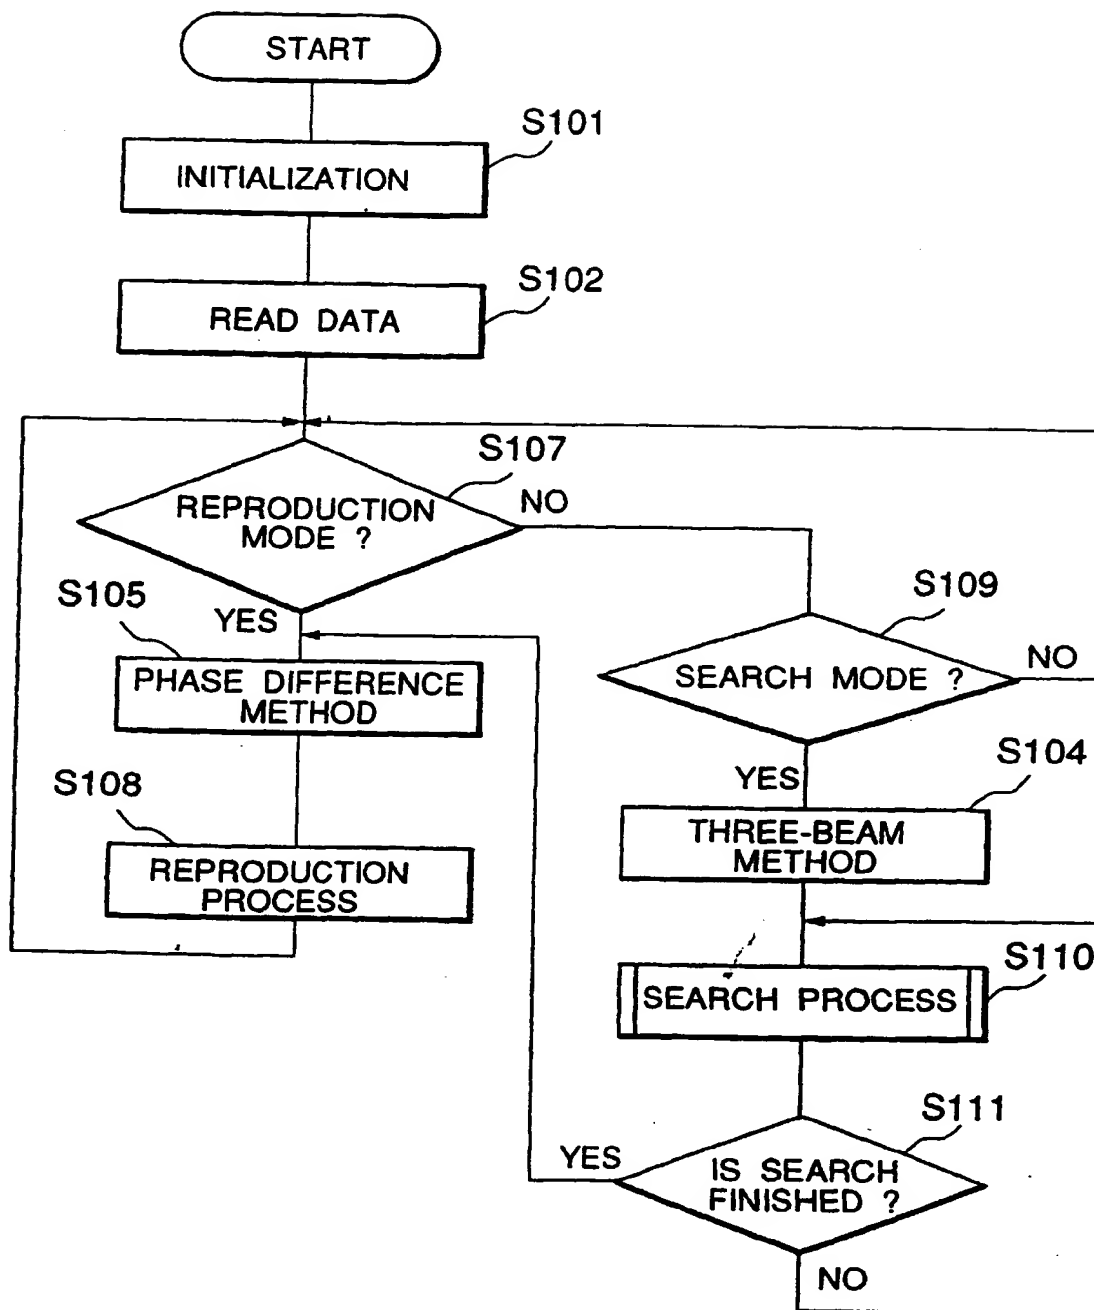 START
S101
INITIALIZATION
S102
READ DATA
S107
REPRODUCTION
MODE ?
NO
S109
SEARCH MODE ?
NO
S105
YES
PHASE DIFFERENCE
METHOD
S104
YES
THREE-BEAM
METHOD
S108
REPRODUCTION
PROCESS
S110
SEARCH PROCESS
S111
YES
IS SEARCH
FINISHED ?
NO